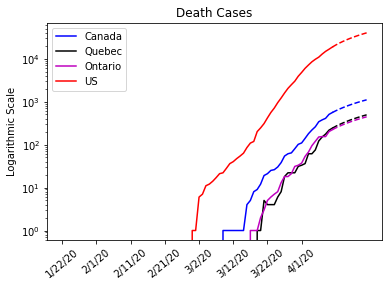 Death Cases
Canada
Quebec
Ontario
US
Logarithmic Scale
10⁴
10³
10²
10¹
10⁰
1/22/20 2/1/20 2/11/20 2/21/20 3/2/20 3/12/20 3/22/20 4/1/20